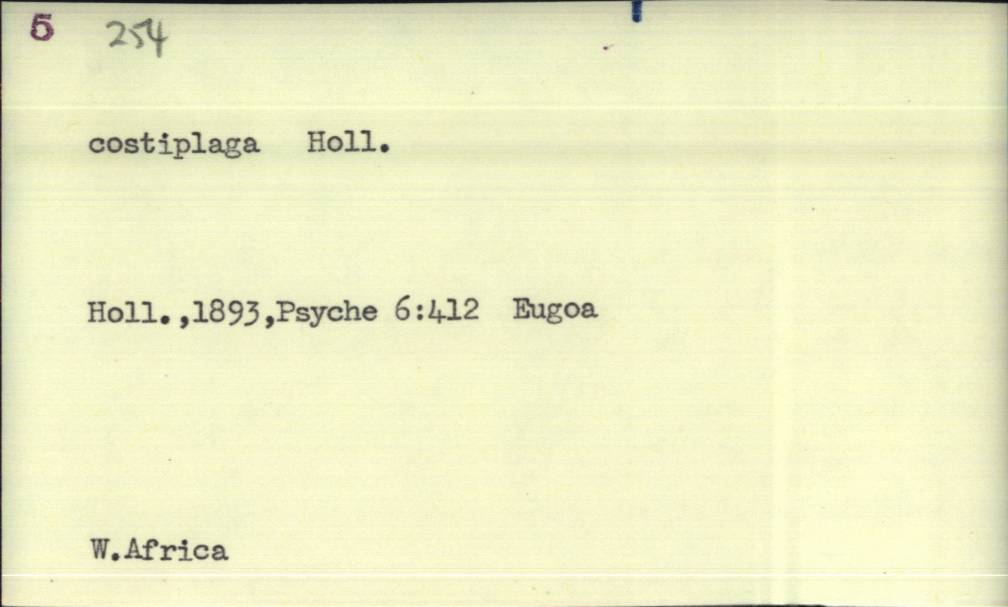 5 254
costiplaga Holl.
Holl.,1893,Psyche 6:412 Eugoa
W.Africa